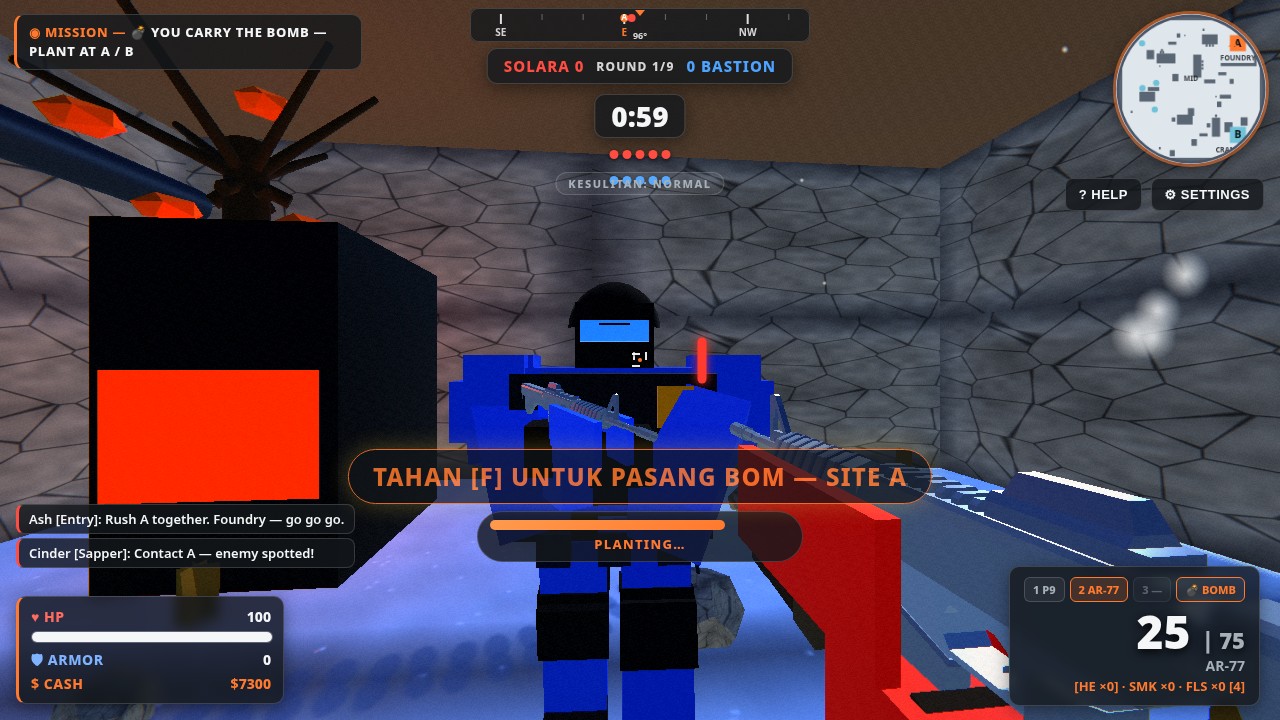 ◉ MISSION — 💣 YOU CARRY THE BOMB —
PLANT AT A / B
SE
E
96°
NW
A
SOLARA 0 ROUND 1/9 0 BASTION
0:59
KESULITAN: NORMAL
A
FOUNDRY
MID
B
? HELP
⚙ SETTINGS
TAHAN [F] UNTUK PASANG BOM — SITE A
PLANTING…
Ash [Entry]: Rush A together. Foundry — go go go.
Cinder [Sapper]: Contact A — enemy spotted!
♥ HP 100
ARMOR 0
$ CASH $7300
1 P9
2 AR-77
3 —
💣 BOMB
25 | 75
AR-77
[HE ×0] · SMK ×0 · FLS ×0 [4]